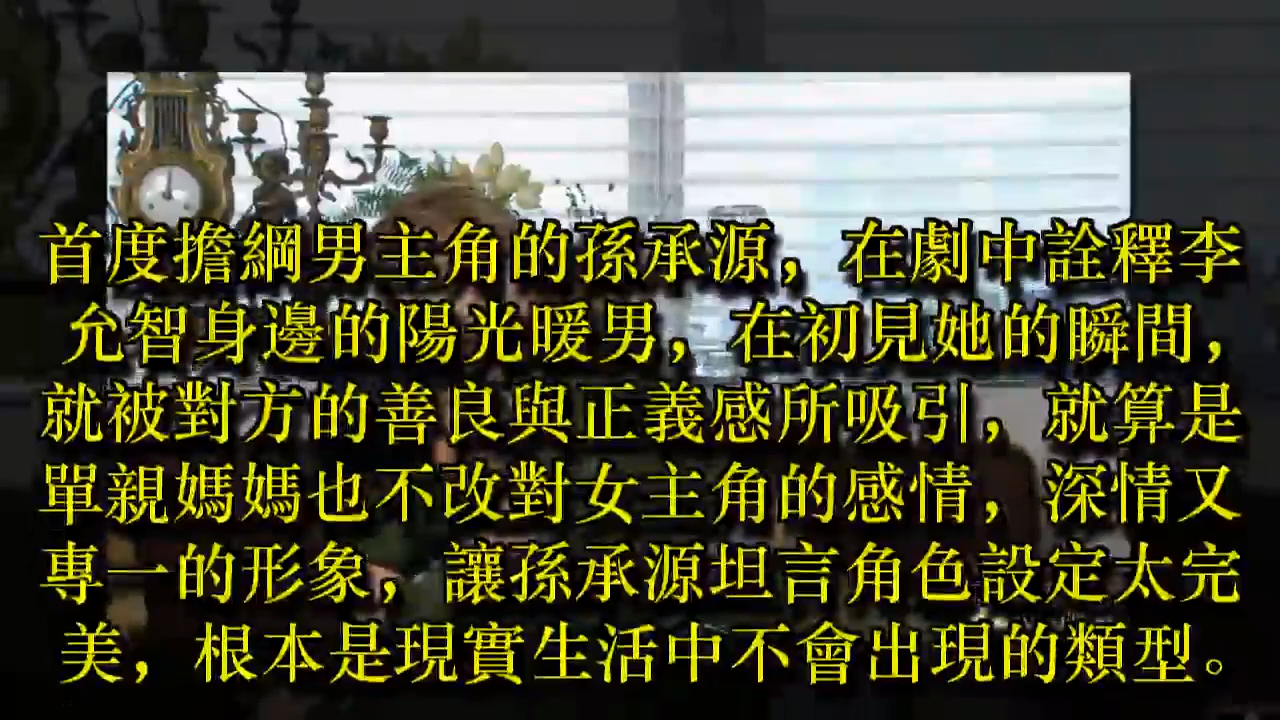 首度擔綱男主角的孫承源，在劇中詮釋李
允智身邊的陽光暖男，在初見她的瞬間，
就被對方的善良與正義感所吸引，就算是
單親媽媽也不改對女主角的感情，深情又
專一的形象，讓孫承源坦言角色設定太完
美，根本是現實生活中不會出現的類型。